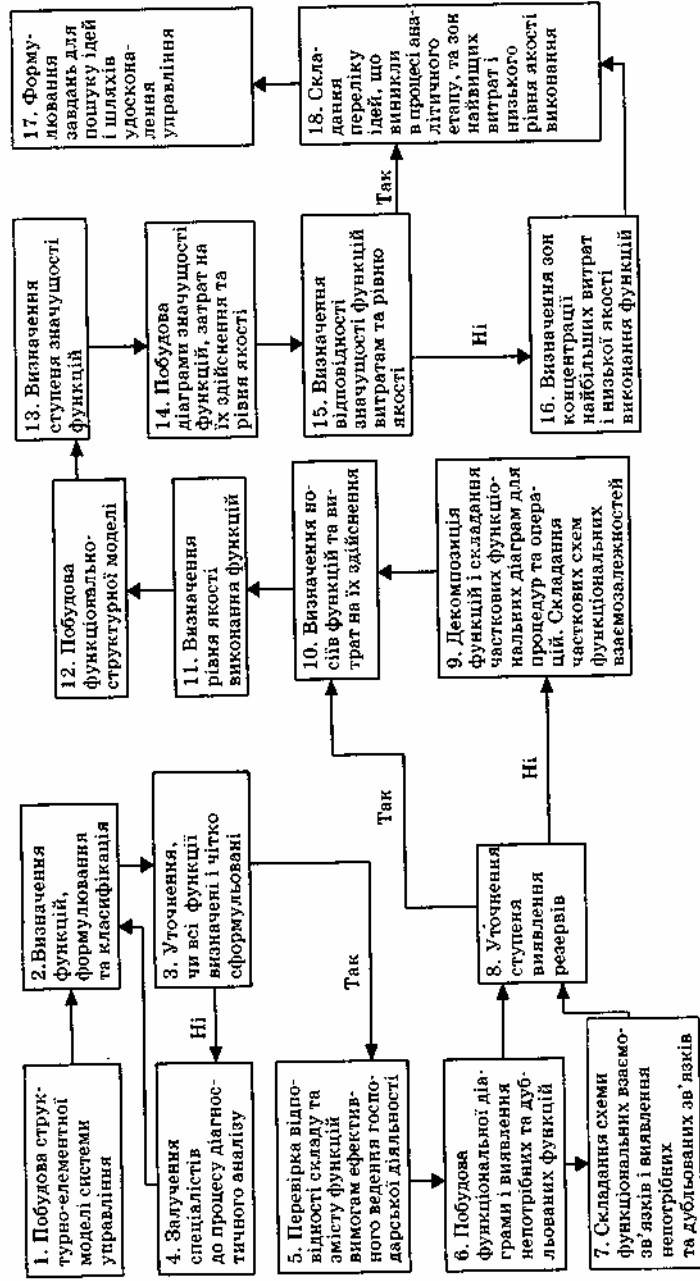 1. Побудова струк-
турно-елементної
моделі системи
управління
2.Визначення
функцій,
формулювання
та класифікація
3. Уточнення,
чи всі функції
визначені і чітко
сформульовані
Ні
4. Залучення
спеціалістів
до процесу діагнос-
тичного аналізу
Так
5. Перевірка відпо-
відності складу та
змісту функцій
вимогам ефектив-
ного ведення госпо-
дарської діяльності
6. Побудова
функціональної діа-
грами і виявлення
непотрібних та дуб-
льованих функцій
7. Складання схеми
функціональних взаємо-
зв’язків і виявлення
непотрібних
та дубльованих зв’язків
8. Уточнення
ступеня
виявлення
резервів
Так
Ні
9. Декомпозиція
функцій і складання
часткових функціо-
нальних діаграм для
процедур та опера-
цій. Складання
часткових схем
функціональних
взаємозалежностей
10. Визначення но-
сіїв функцій та ви-
трат на їх здійснення
11. Визначення
рівня якості
виконання функцій
12. Побудова
функціонально-
структурної моделі
13. Визначення
ступеня значущості
функцій
14. Побудова
діаграми значущості
функцій, затрат на
їх здійснення та
рівня якості
15. Визначення
відповідності
значущості функцій
витратам та рівню
якості
Так
Ні
16. Визначення зон
концентрації
найбільших витрат
і низької якості
виконання функцій
17. Форму-
лювання
завдань для
пошуку ідей
і шляхів
удоскона-
лення
управління
18. Скла-
дання
переліку
ідей, що
виникли
в процесі ана-
літичного
етапу, та зон
найвищих
витрат і
низького
рівня якості
виконання